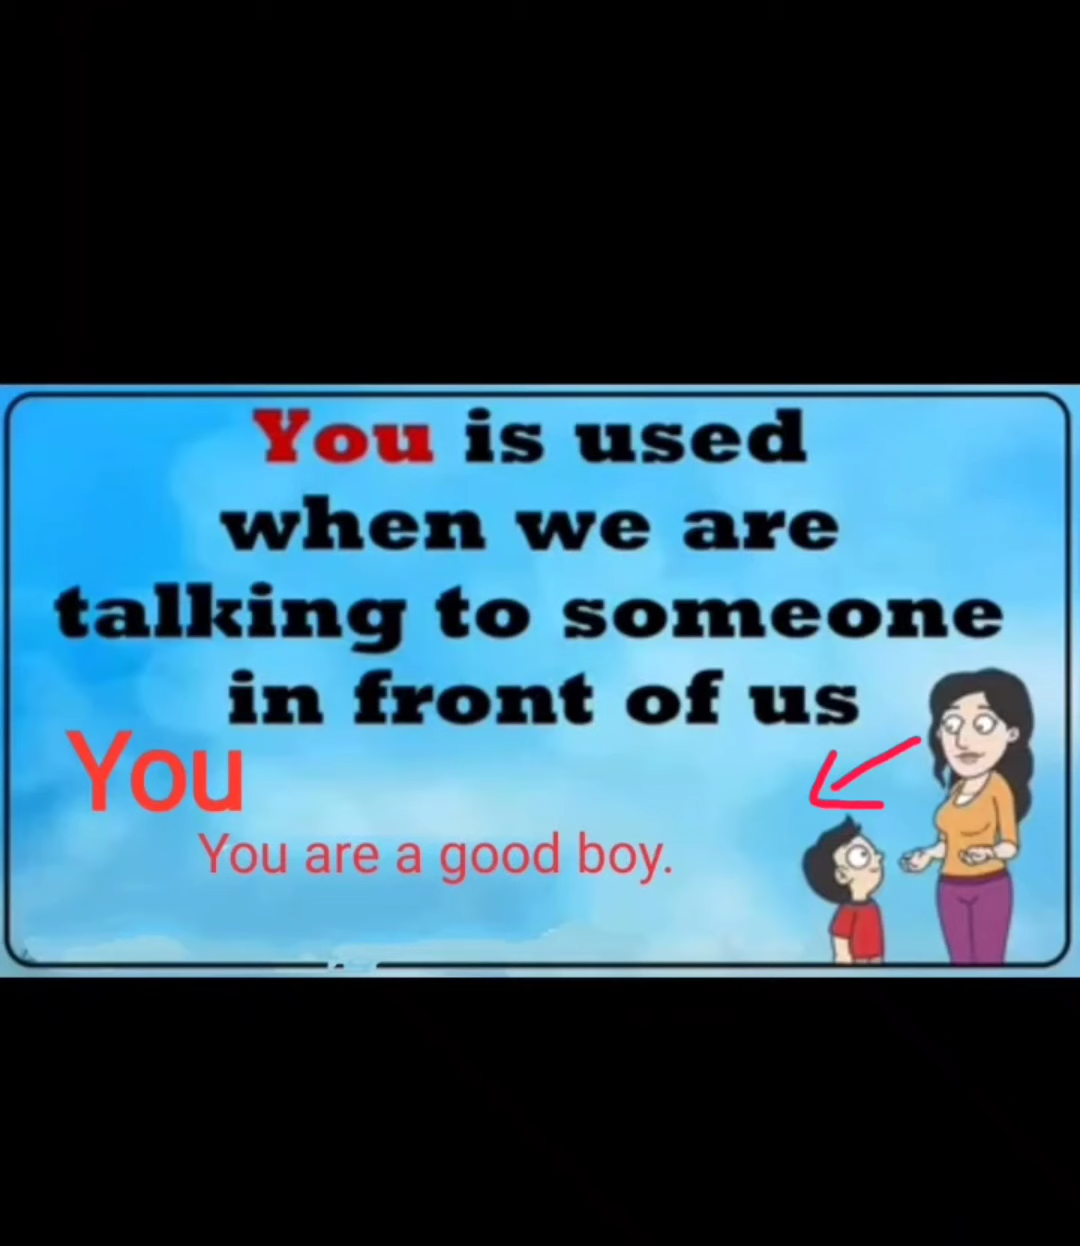 You is used
when we are
talking to someone
in front of us
You
You are a good boy.